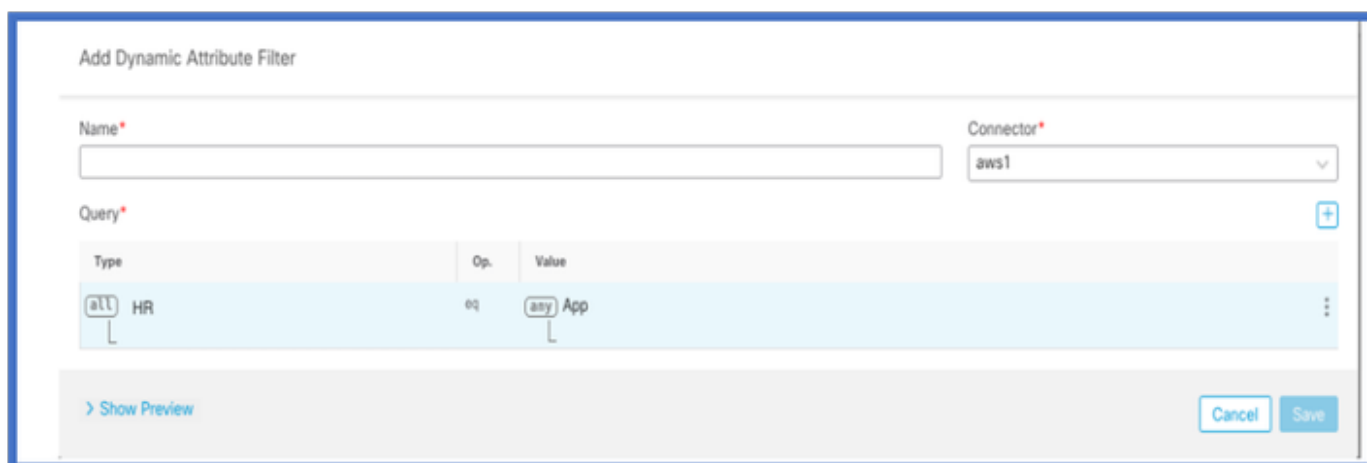 Add Dynamic Attribute Filter
Name* Connector*
aws1
Query*
Type Op. Value
all HR eq any App
> Show Preview Cancel Save